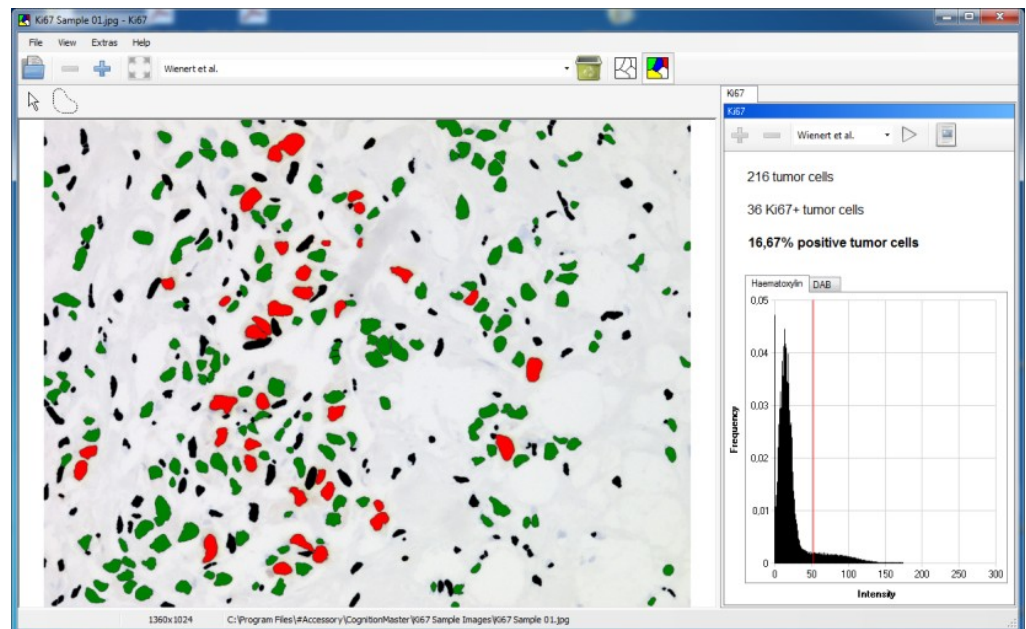 Ki67 Sample 01.jpg - Ki67
File View Extras Help
Wienert et al.
Ki67
Ki67
Wienert et al.
216 tumor cells
36 Ki67+ tumor cells
16,67% positive tumor cells
Haematoxylin DAB
0,05
0,04
0,03
0,02
0,01
0
Frequency
0 50 100 150 200 250 300
Intensity
1360x1024 C:\Program Files\#Accessory\CognitionMaster\Ki67 Sample Images\Ki67 Sample 01.jpg